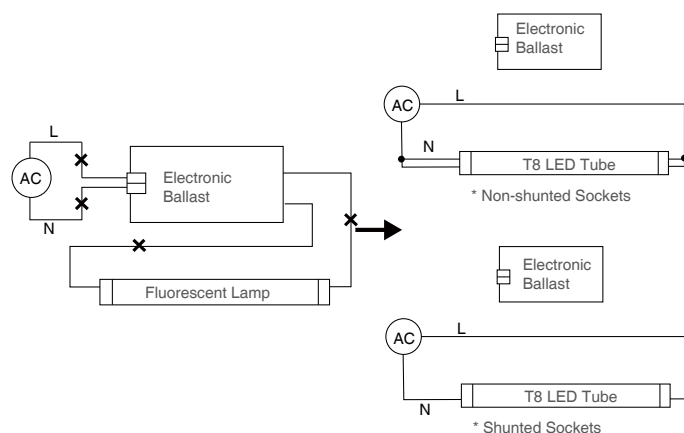 L
AC
N
Electronic
Ballast
Fluorescent Lamp
Electronic
Ballast
AC
L
N
T8 LED Tube
* Non-shunted Sockets
Electronic
Ballast
AC
L
N
T8 LED Tube
* Shunted Sockets